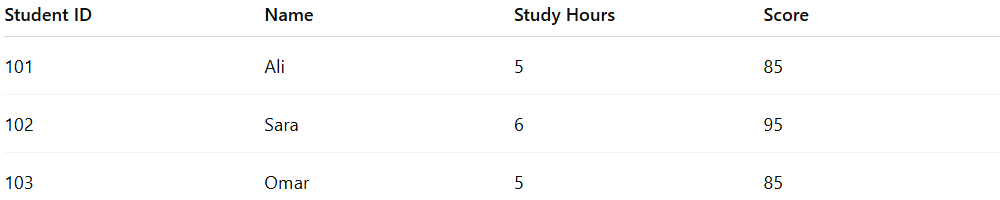 Student ID Name Study Hours Score
101 Ali 5 85
102 Sara 6 95
103 Omar 5 85